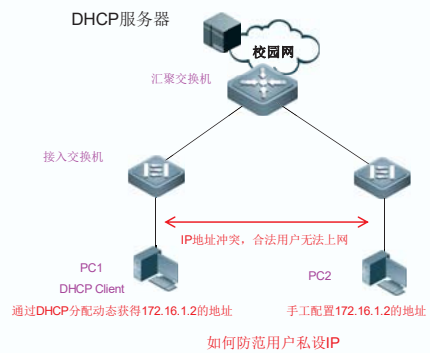 DHCP服务器
校园网
汇聚交换机
接入交换机
IP地址冲突，合法用户无法上网
PC1
DHCP Client
PC2
通过DHCP分配动态获得172.16.1.2的地址
手工配置172.16.1.2的地址
如何防范用户私设IP